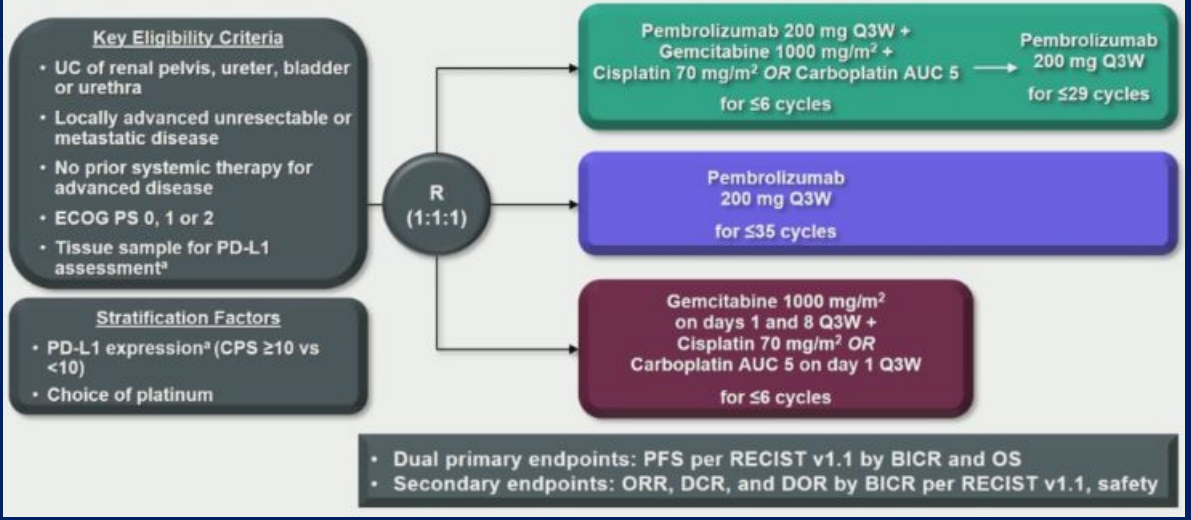 Key Eligibility Criteria
• UC of renal pelvis, ureter, bladder
or urethra
• Locally advanced unresectable or
metastatic disease
• No prior systemic therapy for
advanced disease
• ECOG PS 0, 1 or 2
• Tissue sample for PD-L1
assessmentᵃ
Stratification Factors
• PD-L1 expressionᵃ (CPS ≥10 vs
<10)
• Choice of platinum
R
(1:1:1)
Pembrolizumab 200 mg Q3W +
Gemcitabine 1000 mg/m² +
Cisplatin 70 mg/m² OR Carboplatin AUC 5
for ≤6 cycles
Pembrolizumab
200 mg Q3W
for ≤29 cycles
Pembrolizumab
200 mg Q3W
for ≤35 cycles
Gemcitabine 1000 mg/m²
on days 1 and 8 Q3W +
Cisplatin 70 mg/m² OR
Carboplatin AUC 5 on day 1 Q3W
for ≤6 cycles
• Dual primary endpoints: PFS per RECIST v1.1 by BICR and OS
• Secondary endpoints: ORR, DCR, and DOR by BICR per RECIST v1.1, safety